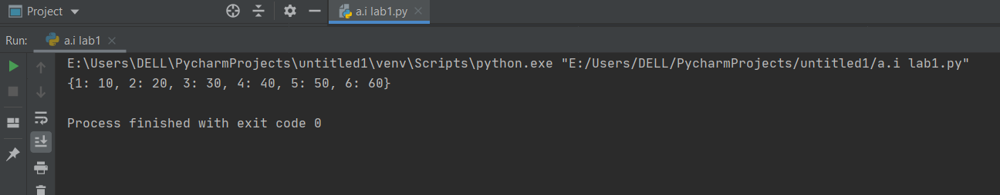 Project a.i lab1.py
Run: a.i lab1
E:\Users\DELL\PycharmProjects\untitled1\venv\Scripts\python.exe "E:/Users/DELL/PycharmProjects/untitled1/a.i lab1.py"
{1: 10, 2: 20, 3: 30, 4: 40, 5: 50, 6: 60}
Process finished with exit code 0